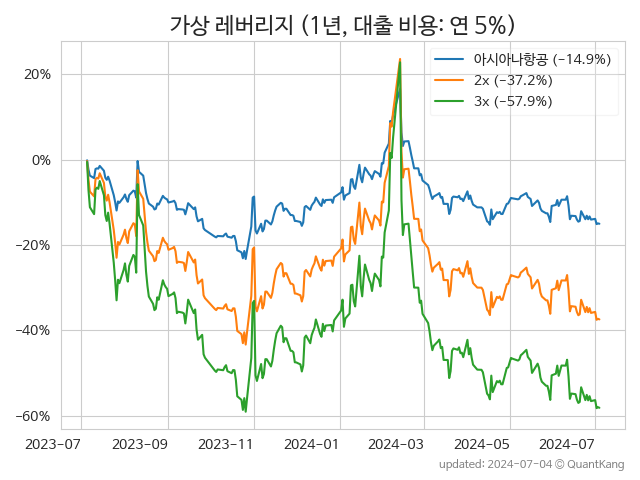 가상 레버리지 (1년, 대출 비용: 연 5%)
아시아나항공 (−14.9%)
2x (−37.2%)
3x (−57.9%)
20%
0%
−20%
−40%
−60%
2023-07 2023-09 2023-11 2024-01 2024-03 2024-05 2024-07
updated: 2024-07-04 © QuantKang